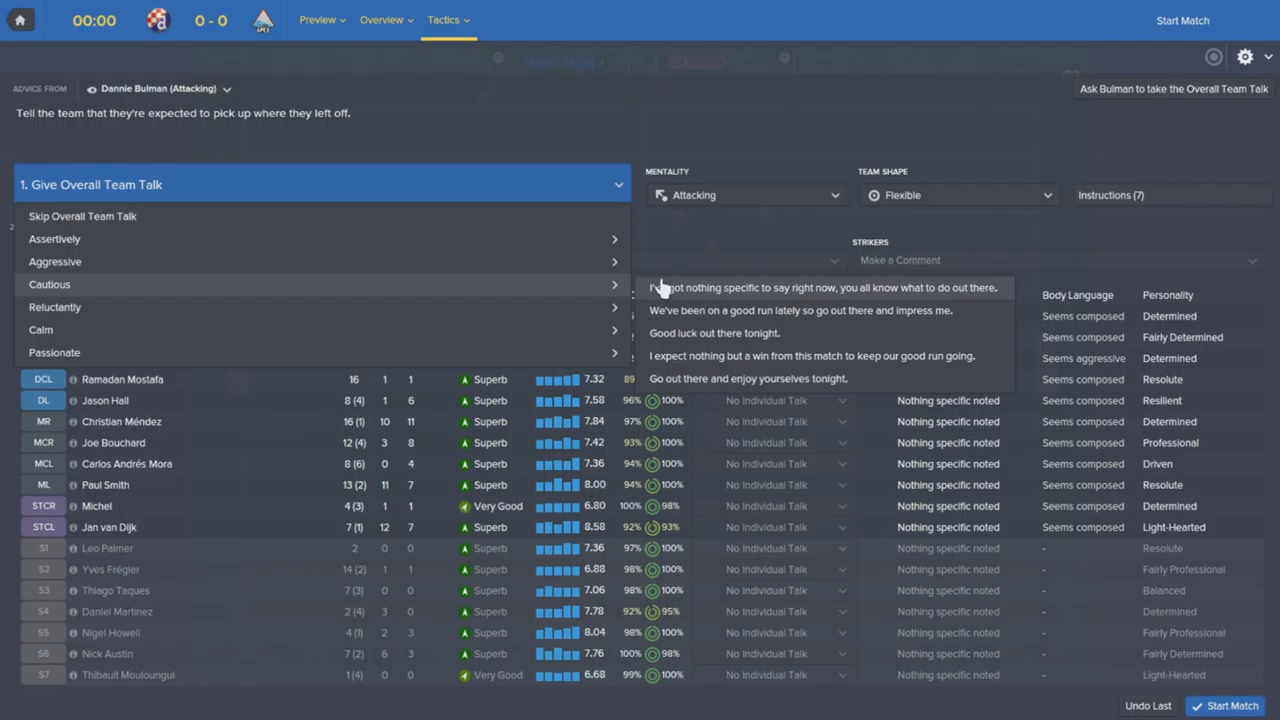 00:00 0 - 0 APEX Preview Overview Tactics Start Match
ADVICE FROM Dannie Bulman (Attacking) Ask Bulman to take the Overall Team Talk
Tell the team that they're expected to pick up where they left off.
MENTALITY TEAM SHAPE
1. Give Overall Team Talk Attacking Flexible Instructions (7)
Skip Overall Team Talk
Assertively STRIKERS
Aggressive Make a Comment
Cautious I've got nothing specific to say right now, you all know what to do out there. Body Language Personality
Reluctantly We've been on a good run lately so go out there and impress me. Seems composed Determined
Calm Good luck out there tonight. Seems composed Fairly Determined
Passionate I expect nothing but a win from this match to keep our good run going. Seems aggressive Determined
DCL Ramadan Mostafa 16 1 1 Superb 7.32 Go out there and enjoy yourselves tonight. Seems composed Resolute
DL Jason Hall 8 (4) 1 6 Superb 7.58 96% 100% No Individual Talk Nothing specific noted Seems composed Resilient
MR Christian Méndez 16 (1) 10 11 Superb 7.84 97% 100% No Individual Talk Nothing specific noted Seems composed Determined
MCR Joe Bouchard 12 (4) 3 8 Superb 7.42 93% 100% No Individual Talk Nothing specific noted Seems composed Professional
MCL Carlos Andrés Mora 8 (6) 0 4 Superb 7.36 94% 100% No Individual Talk Nothing specific noted Seems composed Driven
ML Paul Smith 13 (2) 11 7 Superb 8.00 94% 100% No Individual Talk Nothing specific noted Seems composed Resolute
STCR Michel 4 (3) 1 1 Very Good 6.80 100% 98% No Individual Talk Nothing specific noted Seems composed Determined
STCL Jan van Dijk 7 (1) 12 7 Superb 8.58 92% 93% No Individual Talk Nothing specific noted Seems composed Light-Hearted
S1 Leo Palmer 2 0 0 Superb 7.36 97% 100% No Individual Talk Nothing specific noted - Resolute
S2 Yves Frégier 14 (2) 1 1 Superb 6.88 98% 100% No Individual Talk Nothing specific noted - Fairly Professional
S3 Thiago Taques 7 (3) 0 0 Superb 7.06 98% 100% No Individual Talk Nothing specific noted - Balanced
S4 Daniel Martinez 2 (4) 3 0 Superb 7.78 92% 95% No Individual Talk Nothing specific noted - Determined
S5 Nigel Howell 4 (1) 2 3 Superb 8.04 98% 100% No Individual Talk Nothing specific noted - Fairly Professional
S6 Nick Austin 7 (2) 6 3 Superb 7.76 100% 98% No Individual Talk Nothing specific noted - Fairly Determined
S7 Thibault Mouloungui 1 (4) 0 0 Very Good 6.68 99% 100% No Individual Talk Nothing specific noted - Light-Hearted
Undo Last Start Match